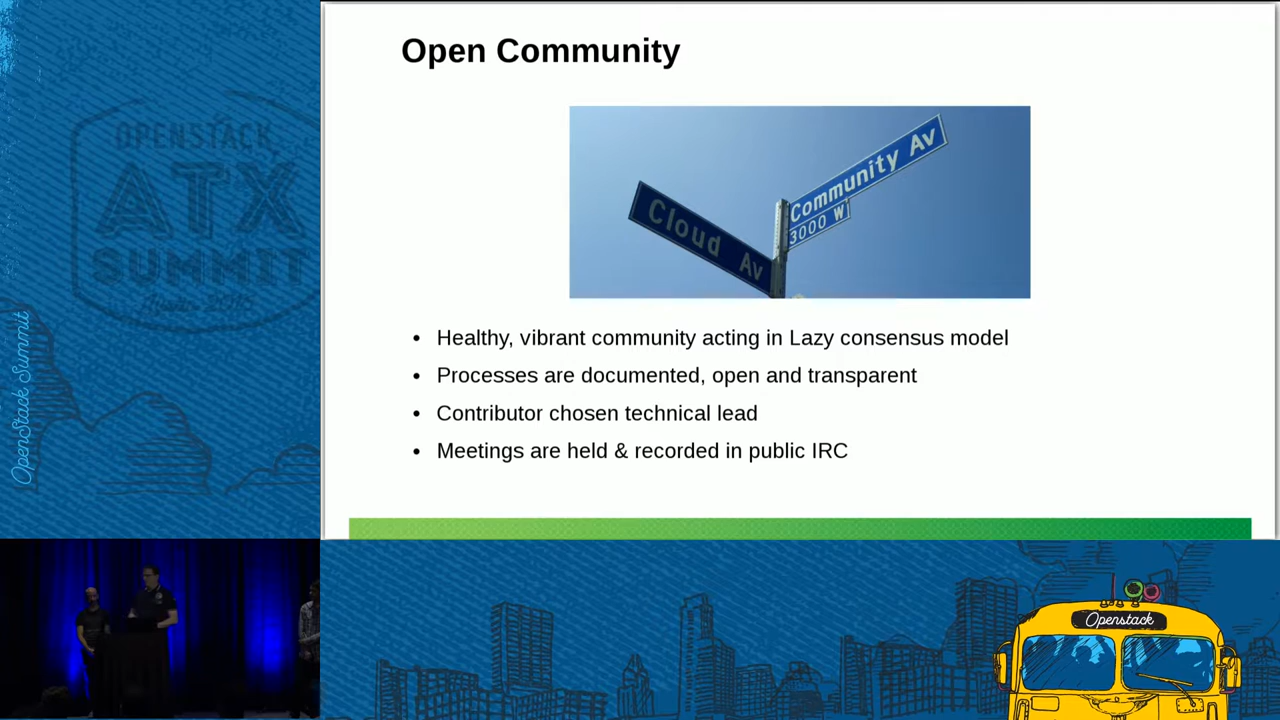 Open Community
Cloud Av
Community Av
3000 W
• Healthy, vibrant community acting in Lazy consensus model
• Processes are documented, open and transparent
• Contributor chosen technical lead
• Meetings are held & recorded in public IRC
OPENSTACK
ATX
SUMMIT
Austin 2016
OpenStack Summit
Openstack